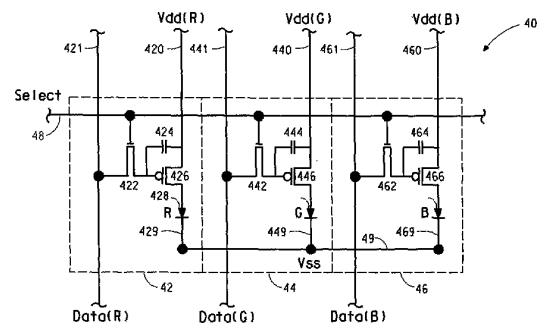 Vdd(R) Vdd(G) Vdd(B)
421 420 441 440 461 460 40
Select
48
424 444 464
422 426 442 446 462 466
428
R G B
429 449 49 469
Vss
42 44 46
Data(R) Data(G) Data(B)